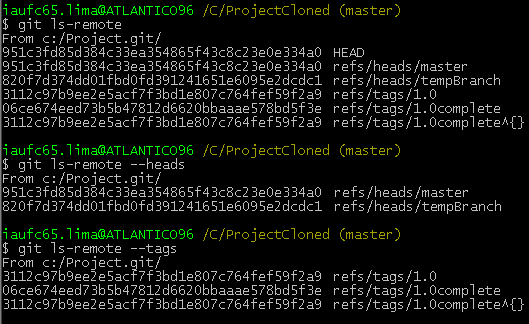 iaufc65.lima@ATLANTICO96 /C/ProjectCloned (master)
$ git ls-remote
From c:/Project.git/
951c3fd85d384c33ea354865f43c8c23e0e334a0 HEAD
951c3fd85d384c33ea354865f43c8c23e0e334a0 refs/heads/master
820f7d374dd01fbd0fd391241651e6095e2dcdc1 refs/heads/tempBranch
3112c97b9ee2e5acf7f3bd1e807c764fef59f2a9 refs/tags/1.0
06ce674eed73b5b47812d6620bbaaae578bd5f3e refs/tags/1.0complete
3112c97b9ee2e5acf7f3bd1e807c764fef59f2a9 refs/tags/1.0complete^{}
iaufc65.lima@ATLANTICO96 /C/ProjectCloned (master)
$ git ls-remote --heads
From c:/Project.git/
951c3fd85d384c33ea354865f43c8c23e0e334a0 refs/heads/master
820f7d374dd01fbd0fd391241651e6095e2dcdc1 refs/heads/tempBranch
iaufc65.lima@ATLANTICO96 /C/ProjectCloned (master)
$ git ls-remote --tags
From c:/Project.git/
3112c97b9ee2e5acf7f3bd1e807c764fef59f2a9 refs/tags/1.0
06ce674eed73b5b47812d6620bbaaae578bd5f3e refs/tags/1.0complete
3112c97b9ee2e5acf7f3bd1e807c764fef59f2a9 refs/tags/1.0complete^{}